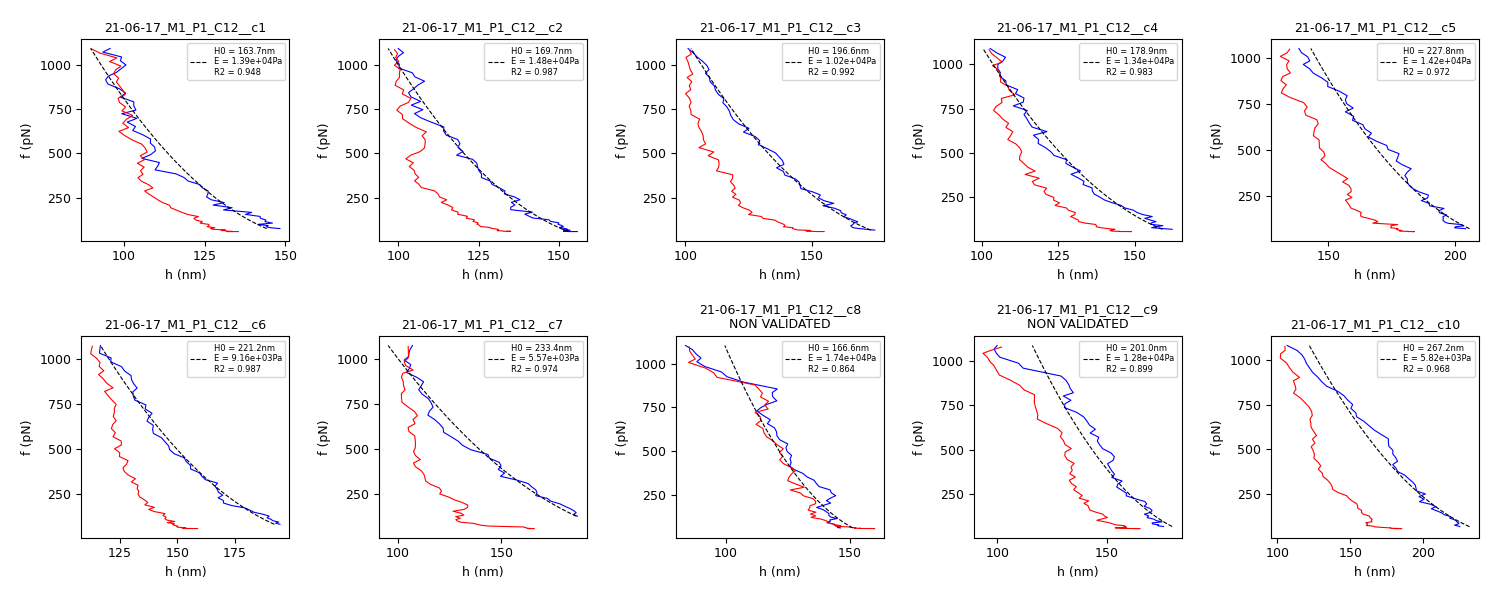 21-06-17_M1_P1_C12__c1
H0 = 163.7nm
E = 1.39e+04Pa
R2 = 0.948
1000
750
500
250
f (pN)
100 125 150
h (nm)
21-06-17_M1_P1_C12__c2
H0 = 169.7nm
E = 1.48e+04Pa
R2 = 0.987
1000
750
500
250
f (pN)
100 125 150
h (nm)
21-06-17_M1_P1_C12__c3
H0 = 196.6nm
E = 1.02e+04Pa
R2 = 0.992
1000
750
500
250
f (pN)
100 150
h (nm)
21-06-17_M1_P1_C12__c4
H0 = 178.9nm
E = 1.34e+04Pa
R2 = 0.983
1000
750
500
250
f (pN)
100 125 150
h (nm)
21-06-17_M1_P1_C12__c5
H0 = 227.8nm
E = 1.42e+04Pa
R2 = 0.972
1000
750
500
250
f (pN)
150 200
h (nm)
21-06-17_M1_P1_C12__c6
H0 = 221.2nm
E = 9.16e+03Pa
R2 = 0.987
1000
750
500
250
f (pN)
125 150 175
h (nm)
21-06-17_M1_P1_C12__c7
H0 = 233.4nm
E = 5.57e+03Pa
R2 = 0.974
1000
750
500
250
f (pN)
100 150
h (nm)
21-06-17_M1_P1_C12__c8
NON VALIDATED
H0 = 166.6nm
E = 1.74e+04Pa
R2 = 0.864
1000
750
500
250
f (pN)
100 150
h (nm)
21-06-17_M1_P1_C12__c9
NON VALIDATED
H0 = 201.0nm
E = 1.28e+04Pa
R2 = 0.899
1000
750
500
250
f (pN)
100 150
h (nm)
21-06-17_M1_P1_C12__c10
H0 = 267.2nm
E = 5.82e+03Pa
R2 = 0.968
1000
750
500
250
f (pN)
100 150 200
h (nm)